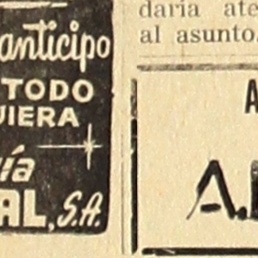 anticipo
TODO
UIERA
ía
AL, S.A.
daria ate
al asunto.
A
A.